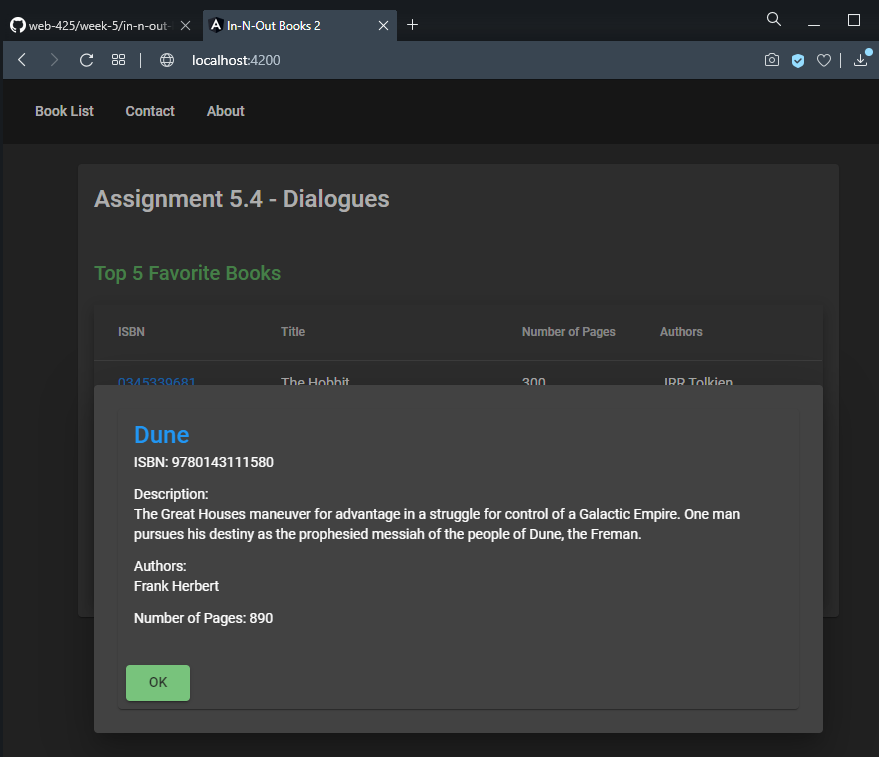 web-425/week-5/in-n-out-
In-N-Out Books 2
localhost:4200
Book List Contact About
Assignment 5.4 - Dialogues
Top 5 Favorite Books
ISBN Title Number of Pages Authors
0345339681 The Hobbit 300 JRR Tolkien
Dune
ISBN: 9780143111580
Description:
The Great Houses maneuver for advantage in a struggle for control of a Galactic Empire. One man
pursues his destiny as the prophesied messiah of the people of Dune, the Freman.
Authors:
Frank Herbert
Number of Pages: 890
OK